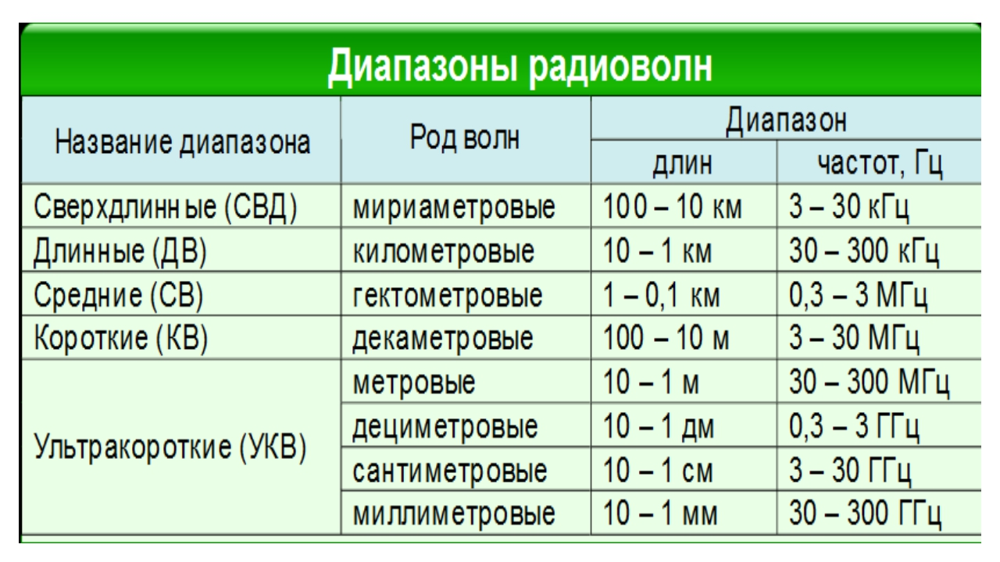 Диапазоны радиоволн
Название диапазона
Род волн
Диапазон
длин
частот, Гц
Сверхдлинные (СВД) мириаметровые 100 – 10 км 3 – 30 кГц
Длинные (ДВ) километровые 10 – 1 км 30 – 300 кГц
Средние (СВ) гектометровые 1 – 0,1 км 0,3 – 3 МГц
Короткие (КВ) декаметровые 100 – 10 м 3 – 30 МГц
Ультракороткие (УКВ)
метровые 10 – 1 м 30 – 300 МГц
дециметровые 10 – 1 дм 0,3 – 3 ГГц
сантиметровые 10 – 1 см 3 – 30 ГГц
миллиметровые 10 – 1 мм 30 – 300 ГГц